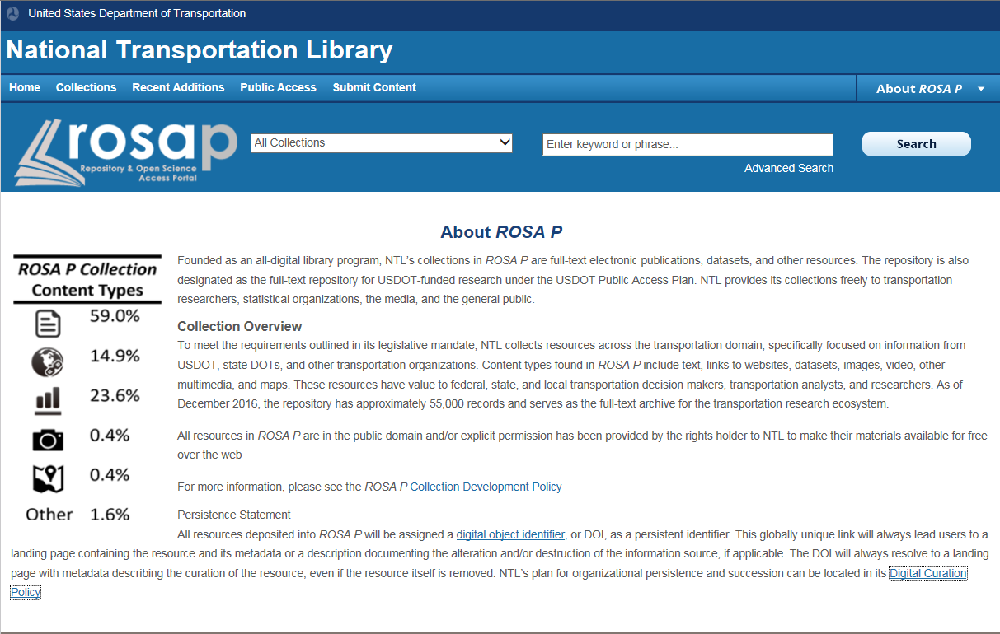 United States Department of Transportation
National Transportation Library
Home Collections Recent Additions Public Access Submit Content About ROSA P
rosap
Repository & Open Science
Access Portal
All Collections
Enter keyword or phrase...
Search
Advanced Search
About ROSA P
ROSA P Collection
Content Types
59.0%
14.9%
23.6%
0.4%
0.4%
Other 1.6%
Founded as an all-digital library program, NTL's collections in ROSA P are full-text electronic publications, datasets, and other resources. The repository is also
designated as the full-text repository for USDOT-funded research under the USDOT Public Access Plan. NTL provides its collections freely to transportation
researchers, statistical organizations, the media, and the general public.
Collection Overview
To meet the requirements outlined in its legislative mandate, NTL collects resources across the transportation domain, specifically focused on information from
USDOT, state DOTs, and other transportation organizations. Content types found in ROSA P include text, links to websites, datasets, images, video, other
multimedia, and maps. These resources have value to federal, state, and local transportation decision makers, transportation analysts, and researchers. As of
December 2016, the repository has approximately 55,000 records and serves as the full-text archive for the transportation research ecosystem.
All resources in ROSA P are in the public domain and/or explicit permission has been provided by the rights holder to NTL to make their materials available for free
over the web
For more information, please see the ROSA P Collection Development Policy
Persistence Statement
All resources deposited into ROSA P will be assigned a digital object identifier, or DOI, as a persistent identifier. This globally unique link will always lead users to a
landing page containing the resource and its metadata or a description documenting the alteration and/or destruction of the information source, if applicable. The DOI will always resolve to a landing
page with metadata describing the curation of the resource, even if the resource itself is removed. NTL's plan for organizational persistence and succession can be located in its Digital Curation
Policy